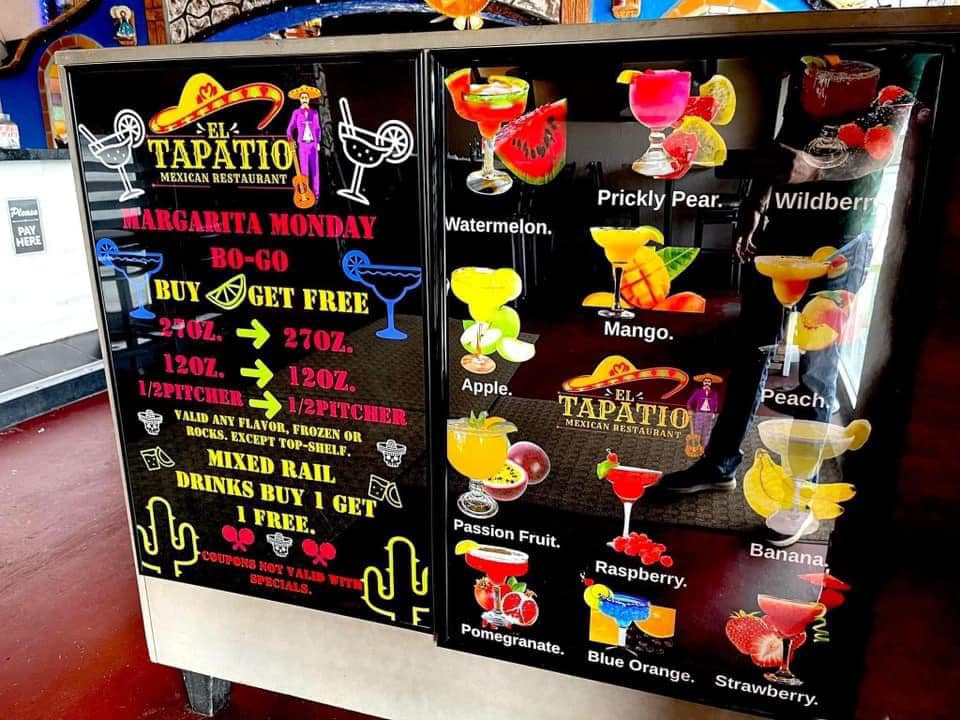 Please
PAY
HERE
EL
TAPATIO
MEXICAN RESTAURANT
MARGARITA MONDAY
BO-GO
BUY GET FREE
27OZ. 27OZ.
12OZ. 12OZ.
1/2PITCHER 1/2PITCHER
VALID ANY FLAVOR, FROZEN OR
ROCKS. EXCEPT TOP-SHELF.
MIXED RAIL
DRINKS BUY 1 GET
1 FREE.
COUPONS NOT VALID WITH
SPECIALS.
Watermelon.
Prickly Pear.
Wildberry
Mango.
Apple.
Peach.
EL
TAPATIO
MEXICAN RESTAURANT
Passion Fruit.
Raspberry.
Banana.
Pomegranate.
Blue Orange.
Strawberry.